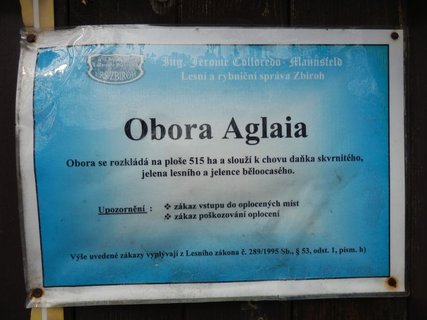 Ing. Jerome Colloredo - Mannsfeld
Lesní a rybniční správa Zbiroh
ZBIROH
Obora Aglaia
Obora se rozkládá na ploše 515 ha a slouží k chovu daňka skvrnitého,
jelena lesního a jelence běloocasého.
Upozornění : ❖ zákaz vstupu do oplocených míst
❖ zákaz poškozování oplocení
Výše uvedené zákazy vyplývají z Lesního zákona č. 289/1995 Sb., § 53, odst. 1, písm. h)